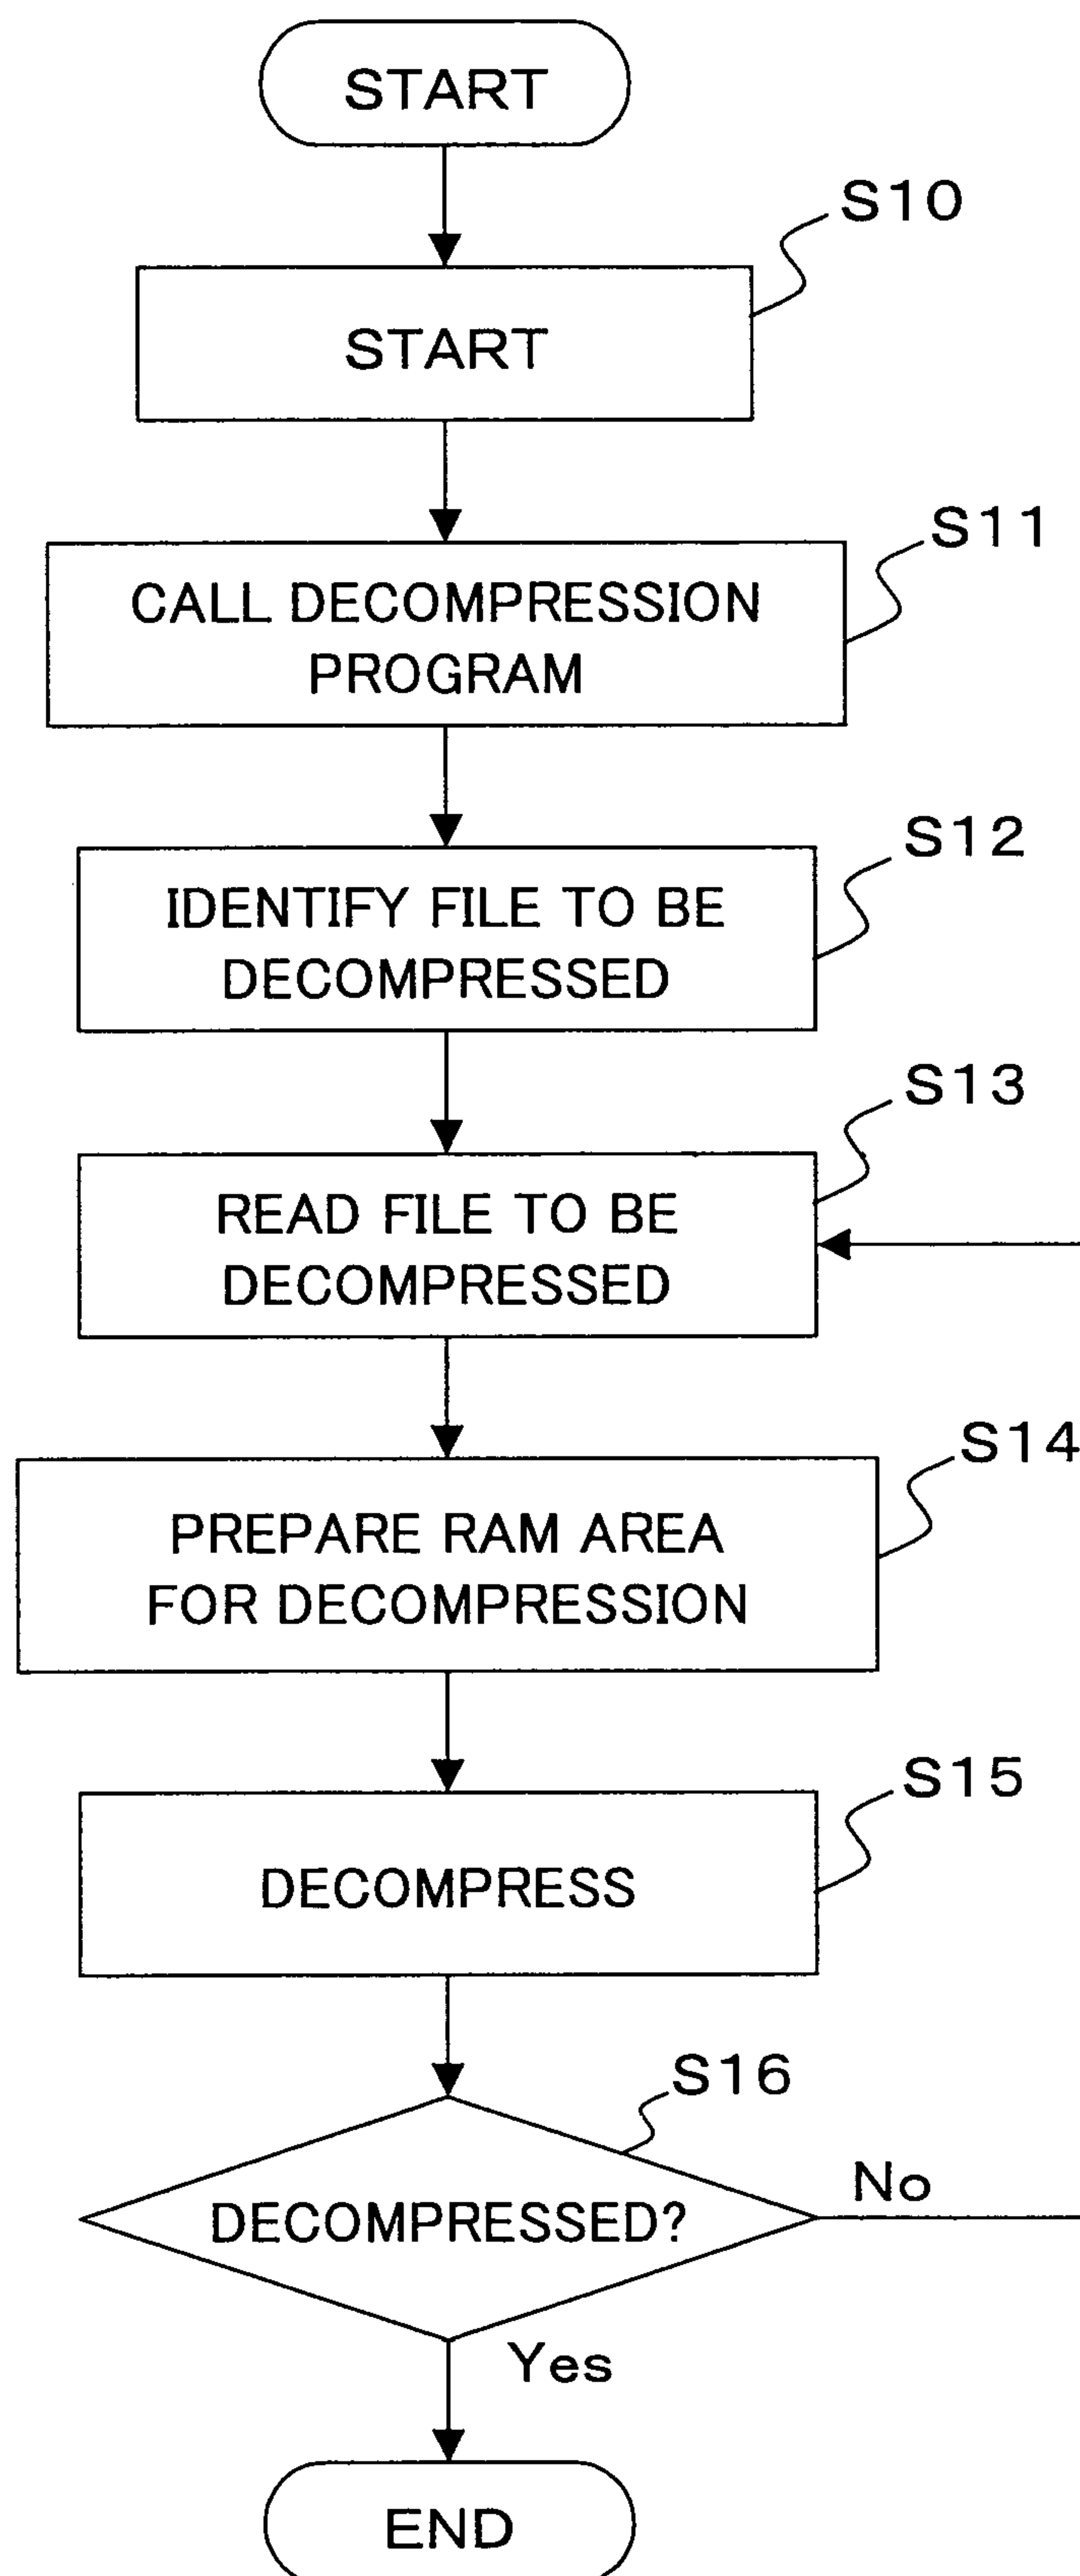 START
S10
START
S11
CALL DECOMPRESSION
PROGRAM
S12
IDENTIFY FILE TO BE
DECOMPRESSED
S13
READ FILE TO BE
DECOMPRESSED
S14
PREPARE RAM AREA
FOR DECOMPRESSION
S15
DECOMPRESS
S16
DECOMPRESSED?
No
Yes
END